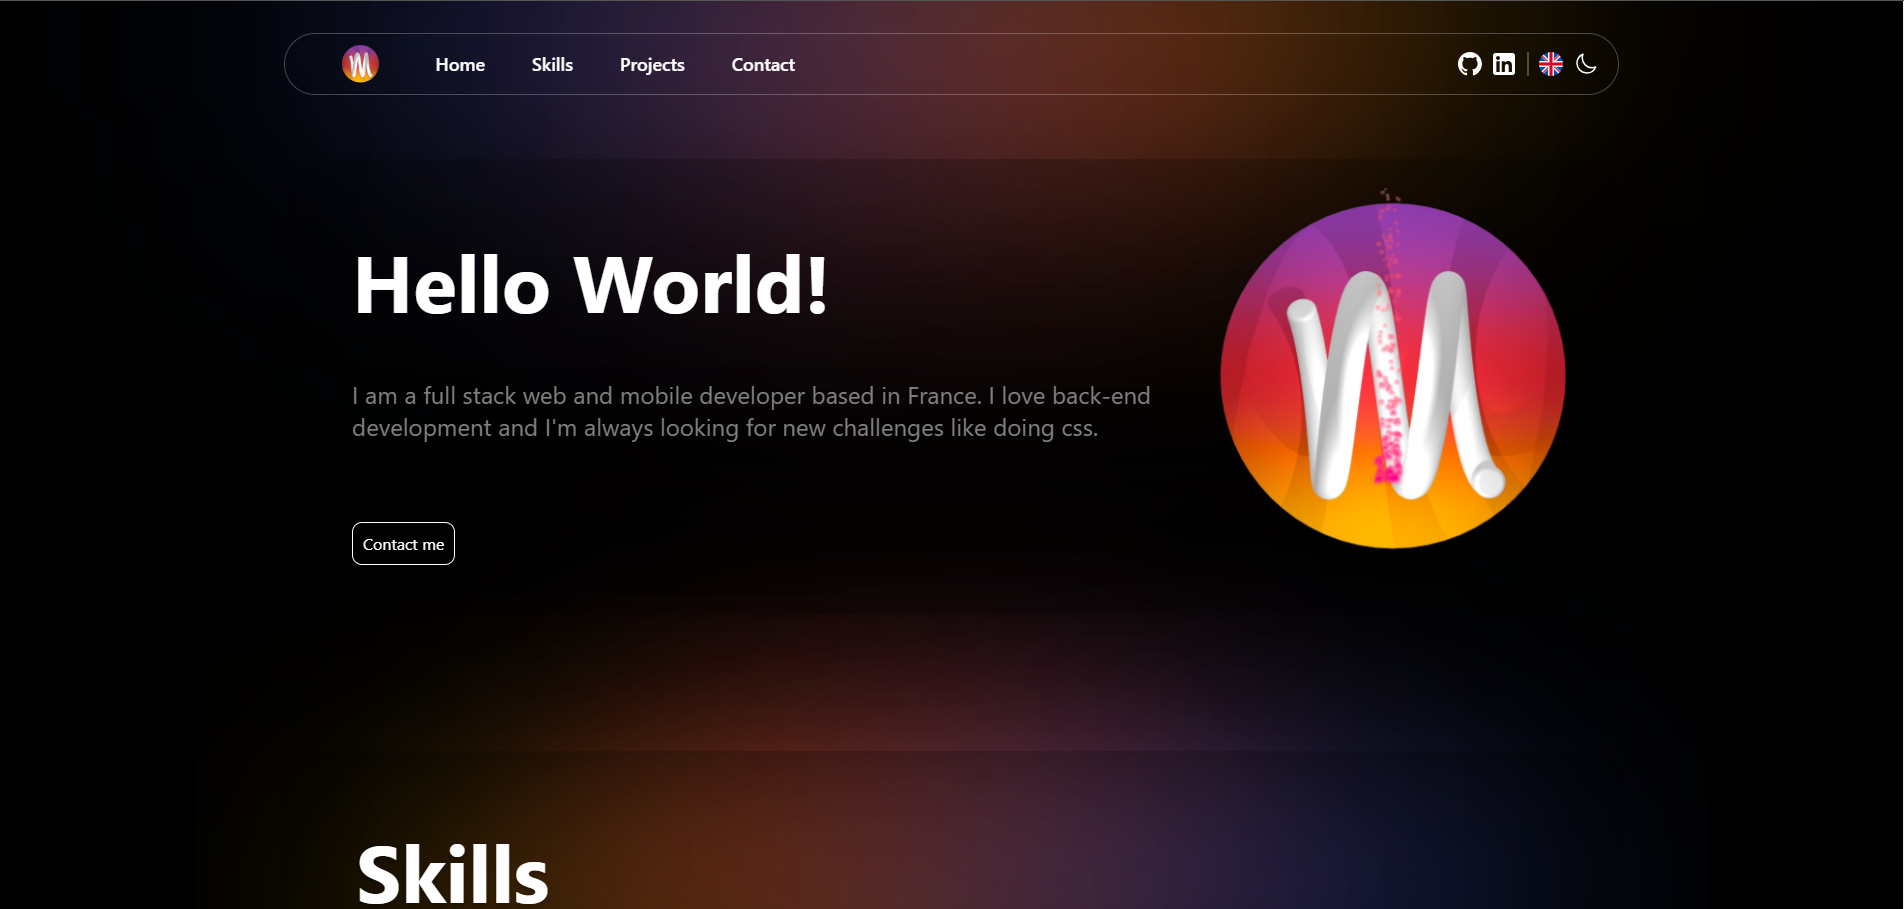 Home Skills Projects Contact
Hello World!
I am a full stack web and mobile developer based in France. I love back-end
development and I'm always looking for new challenges like doing css.
Contact me
Skills